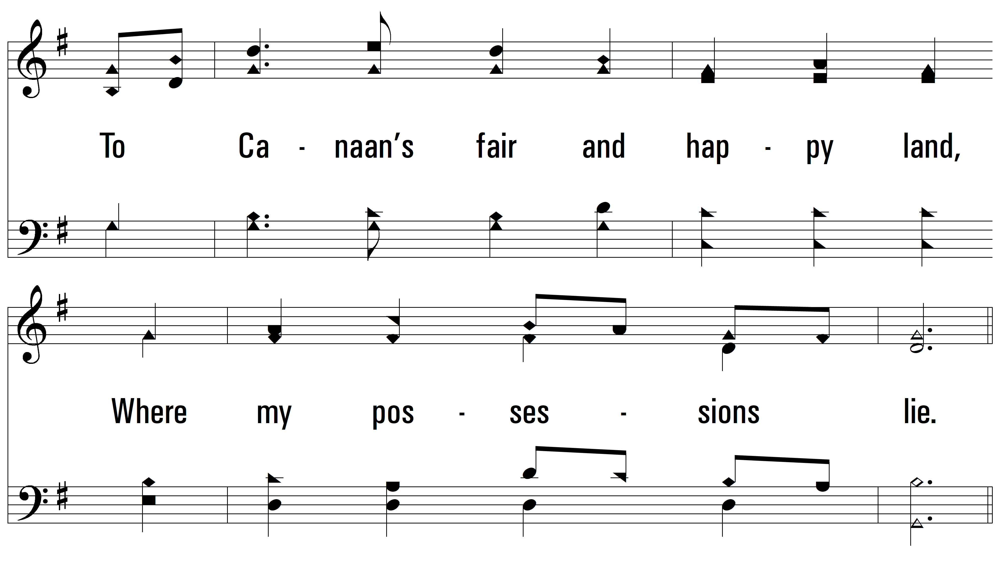 To Ca - naan’s fair and hap - py land,
Where my pos - ses - sions lie.